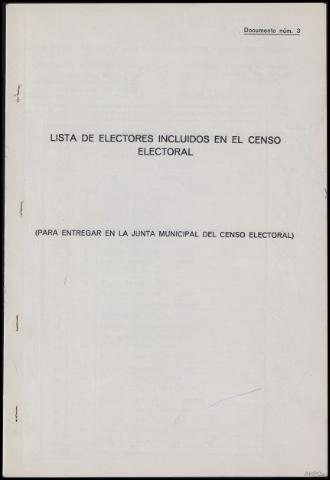 Documento núm. 3
LISTA DE ELECTORES INCLUIDOS EN EL CENSO
ELECTORAL
(PARA ENTREGAR EN LA JUNTA MUNICIPAL DEL CENSO ELECTORAL)